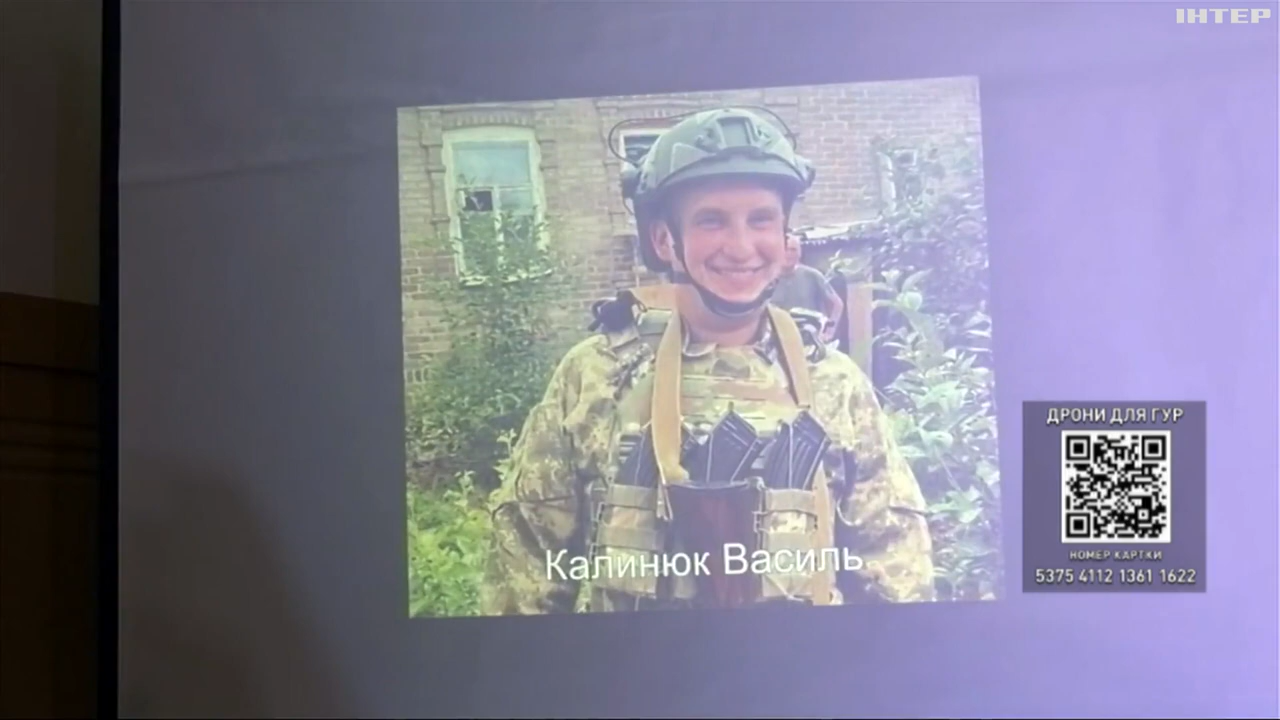 ІНТЕР
Калинюк Василь
ДРОНИ ДЛЯ ГУР
НОМЕР КАРТКИ
5375 4112 1361 1622